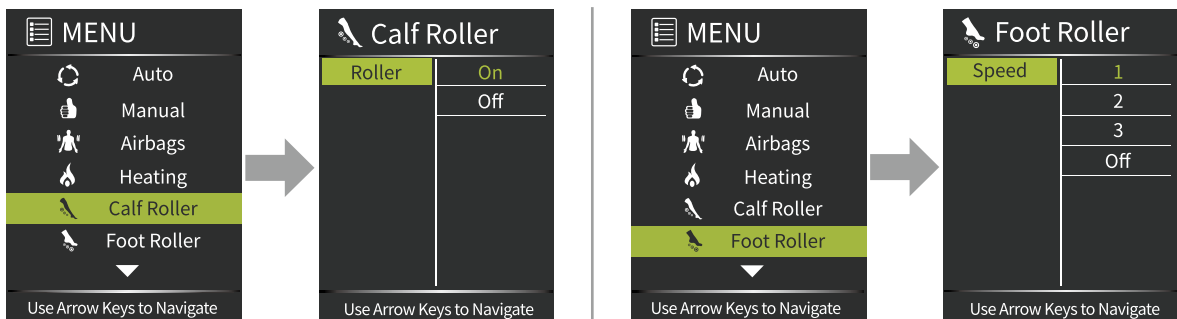 MENU
Auto
Manual
Airbags
Heating
Calf Roller
Foot Roller
Use Arrow Keys to Navigate
Calf Roller
Roller
On
Off
Use Arrow Keys to Navigate
MENU
Auto
Manual
Airbags
Heating
Calf Roller
Foot Roller
Use Arrow Keys to Navigate
Foot Roller
Speed
1
2
3
Off
Use Arrow Keys to Navigate